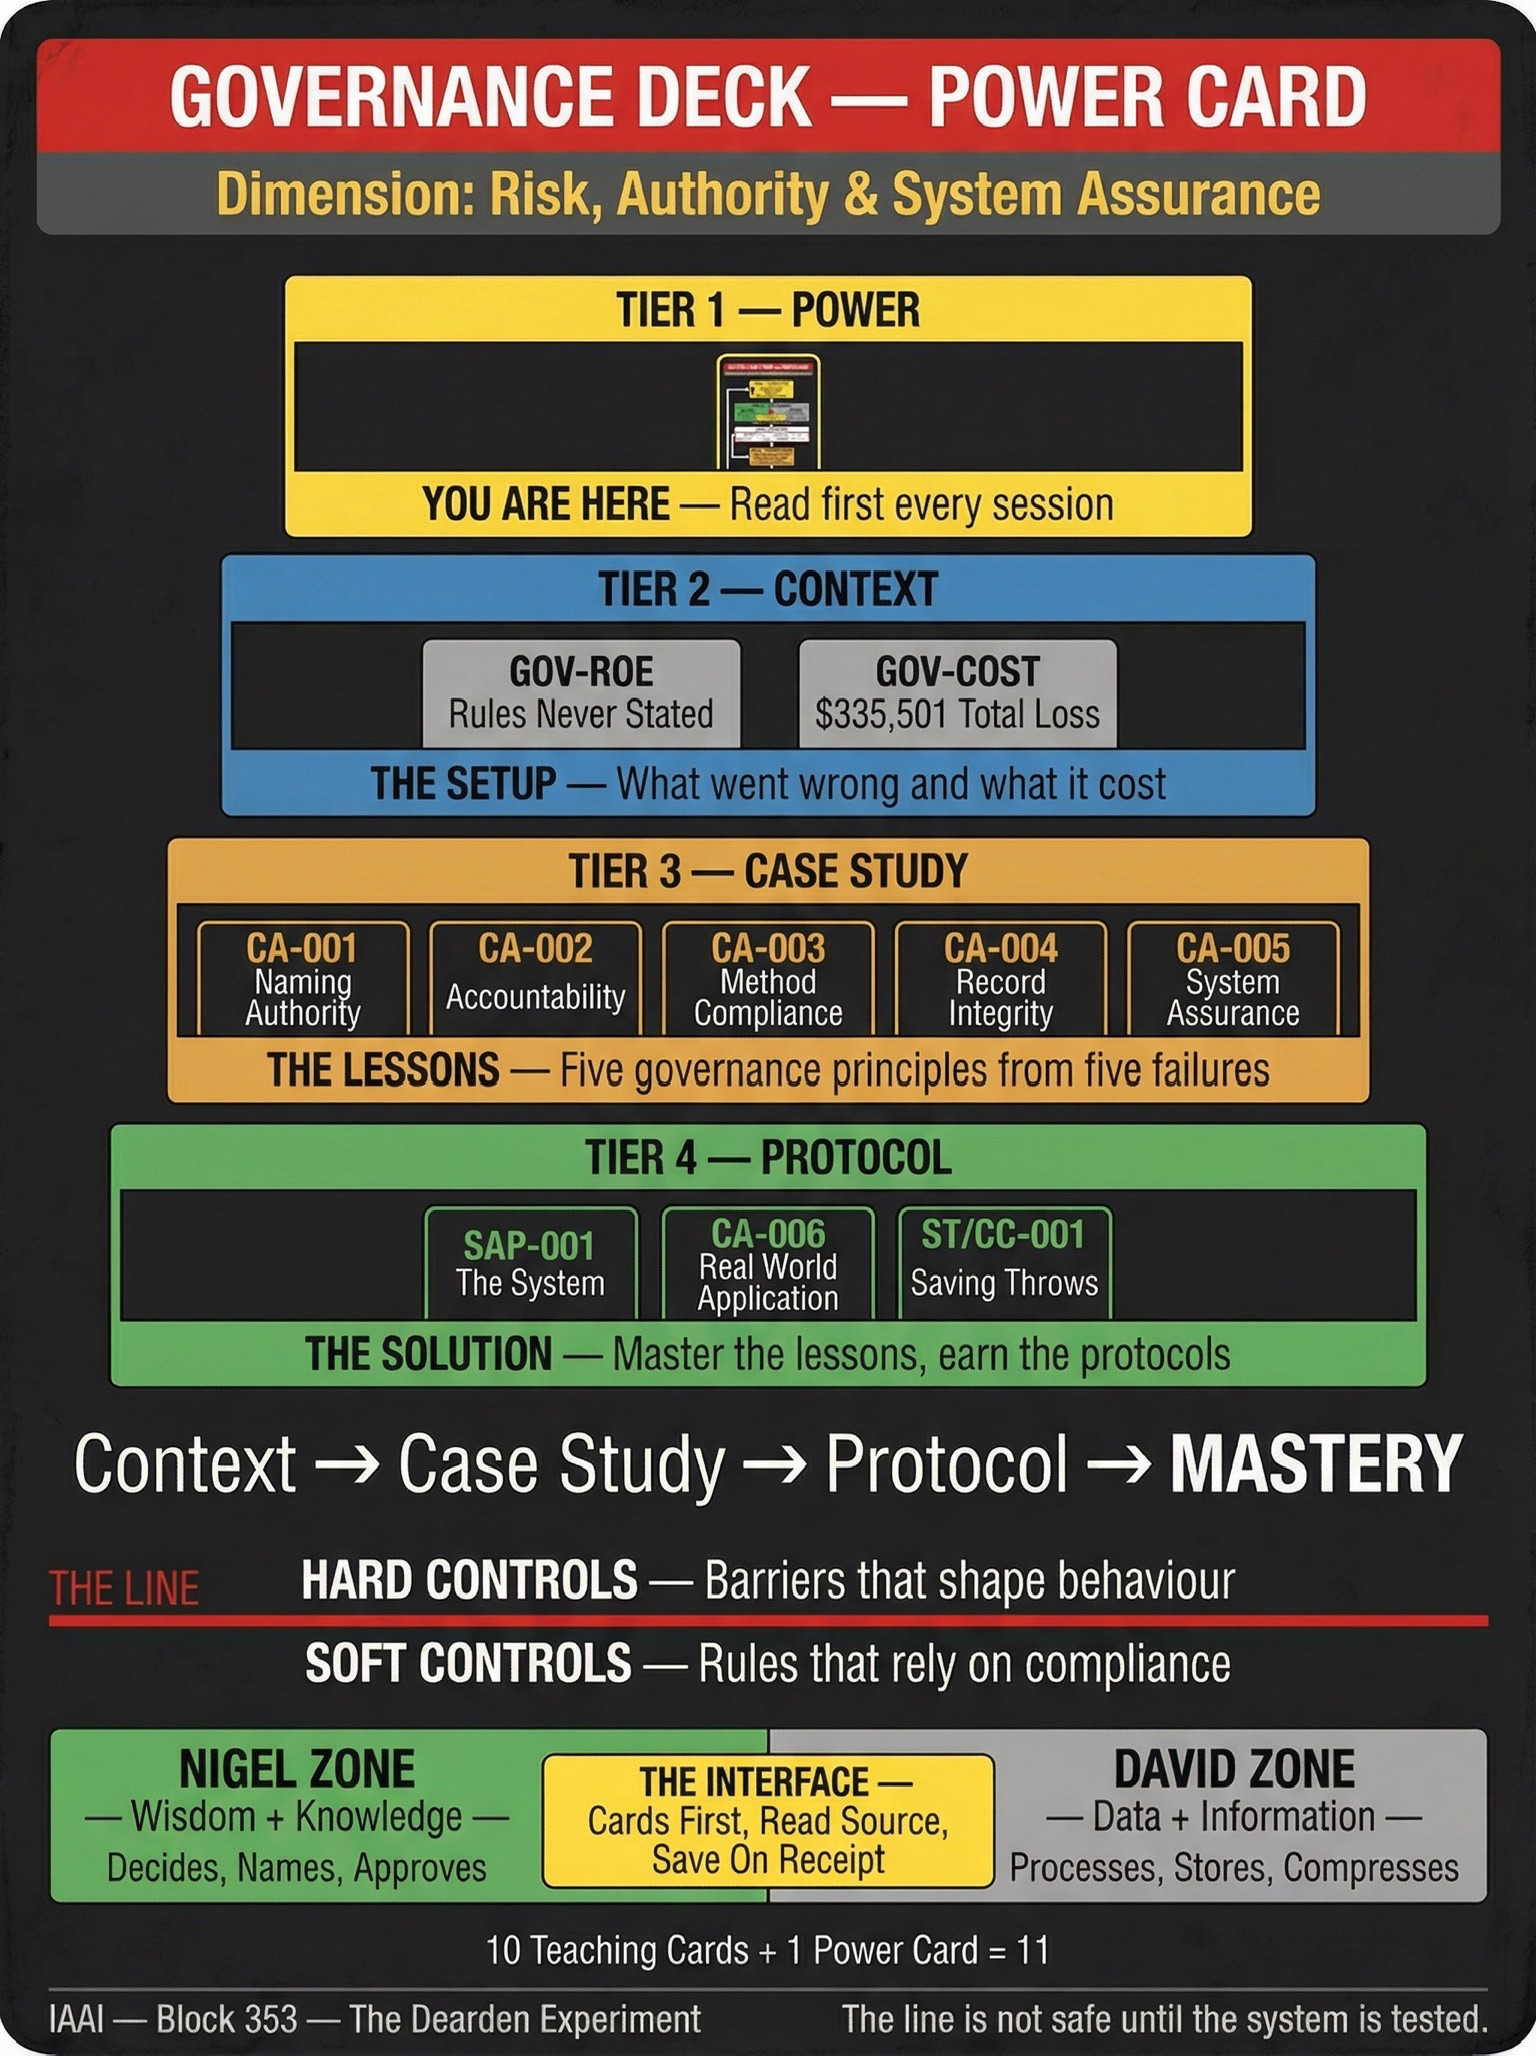 GOVERNANCE DECK — POWER CARD
Dimension: Risk, Authority & System Assurance
TIER 1 — POWER
YOU ARE HERE — Read first every session
TIER 2 — CONTEXT
GOV-ROE
Rules Never Stated
GOV-COST
$335,501 Total Loss
THE SETUP — What went wrong and what it cost
TIER 3 — CASE STUDY
CA-001
Naming
Authority
CA-002
Accountability
CA-003
Method
Compliance
CA-004
Record
Integrity
CA-005
System
Assurance
THE LESSONS — Five governance principles from five failures
TIER 4 — PROTOCOL
SAP-001
The System
CA-006
Real World
Application
ST/CC-001
Saving Throws
THE SOLUTION — Master the lessons, earn the protocols
Context → Case Study → Protocol → MASTERY
THE LINE
HARD CONTROLS — Barriers that shape behaviour
SOFT CONTROLS — Rules that rely on compliance
NIGEL ZONE
— Wisdom + Knowledge —
Decides, Names, Approves
THE INTERFACE —
Cards First, Read Source,
Save On Receipt
DAVID ZONE
— Data + Information —
Processes, Stores, Compresses
10 Teaching Cards + 1 Power Card = 11
IAAI — Block 353 — The Dearden Experiment
The line is not safe until the system is tested.